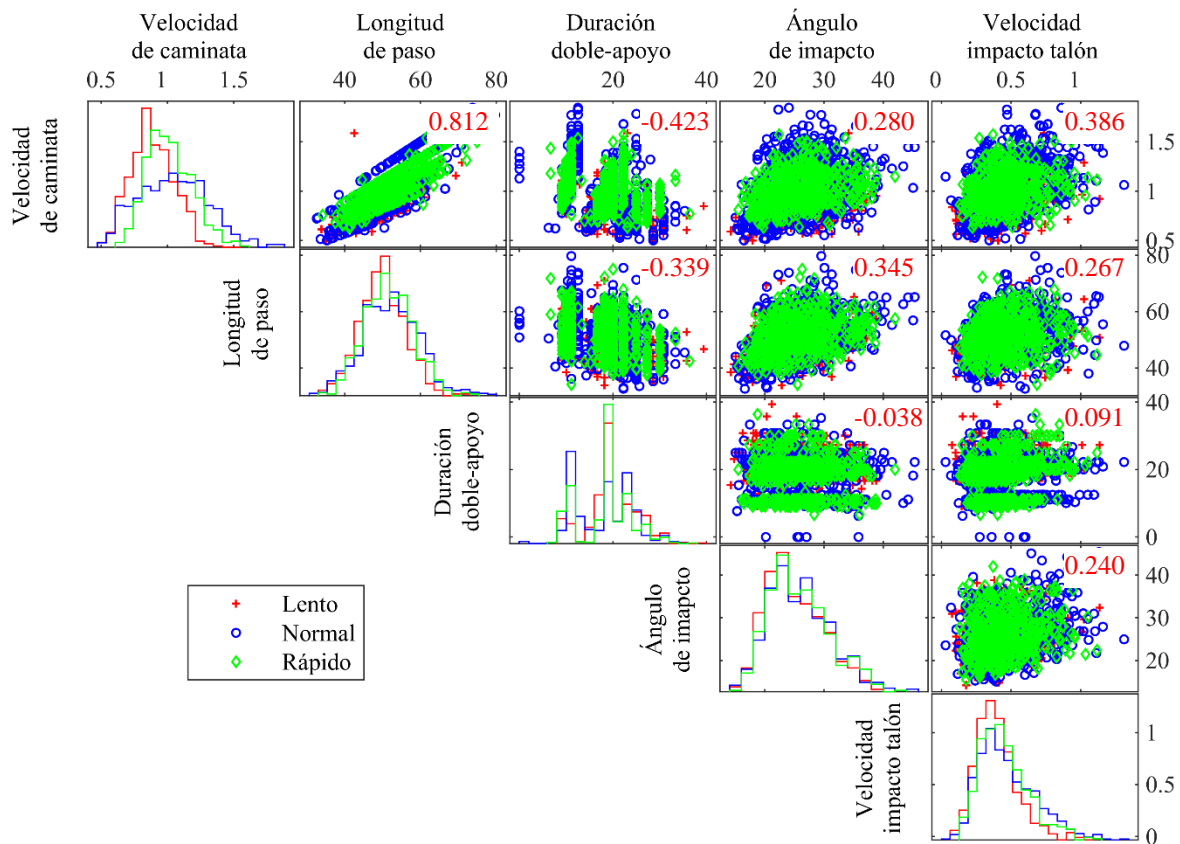 Velocidad
de caminata
Longitud
de paso
Duración
doble-apoyo
Ángulo
de imapcto
Velocidad
impacto talón
0.5 1 1.5
40 60 80
0 20 40
20 30 40
0 0.5 1
Velocidad
de caminata
0.812
-0.423
0.280
0.386
1.5
1
0.5
Longitud
de paso
-0.339
0.345
0.267
80
60
40
Duración
doble-apoyo
-0.038
0.091
40
20
0
Ángulo
de imapcto
0.240
40
30
20
Lento
Normal
Rápido
Velocidad
impacto talón
1
0.5
0